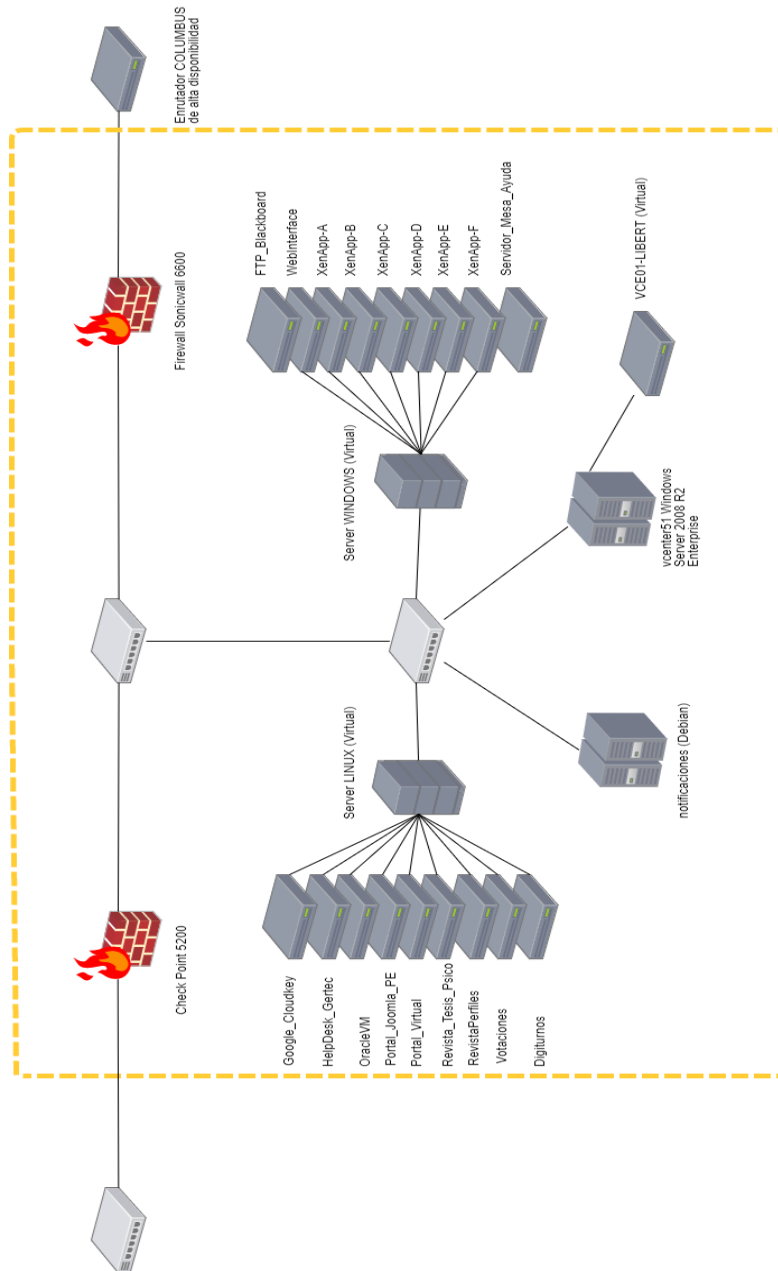 Enrutador COLUMBUS
de alta disponibilidad
Firewall Sonicwall 6600
Check Point 5200
FTP_Blackboard
WebInterface
XenApp-A
XenApp-B
XenApp-C
XenApp-D
XenApp-E
XenApp-F
Servidor_Mesa_Ayuda
Server WINDOWS (Virtual)
VCE01-LIBERT (Virtual)
vcenter51 Windows
Server 2008 R2
Enterprise
Server LINUX (Virtual)
notificaciones (Debian)
Google_Cloudkey
HelpDesk_Gertec
OracleVM
Portal_Joomla_PE
Portal_Virtual
Revista_Tesis_Psico
RevistaPerfiles
Votaciones
Digiturnos